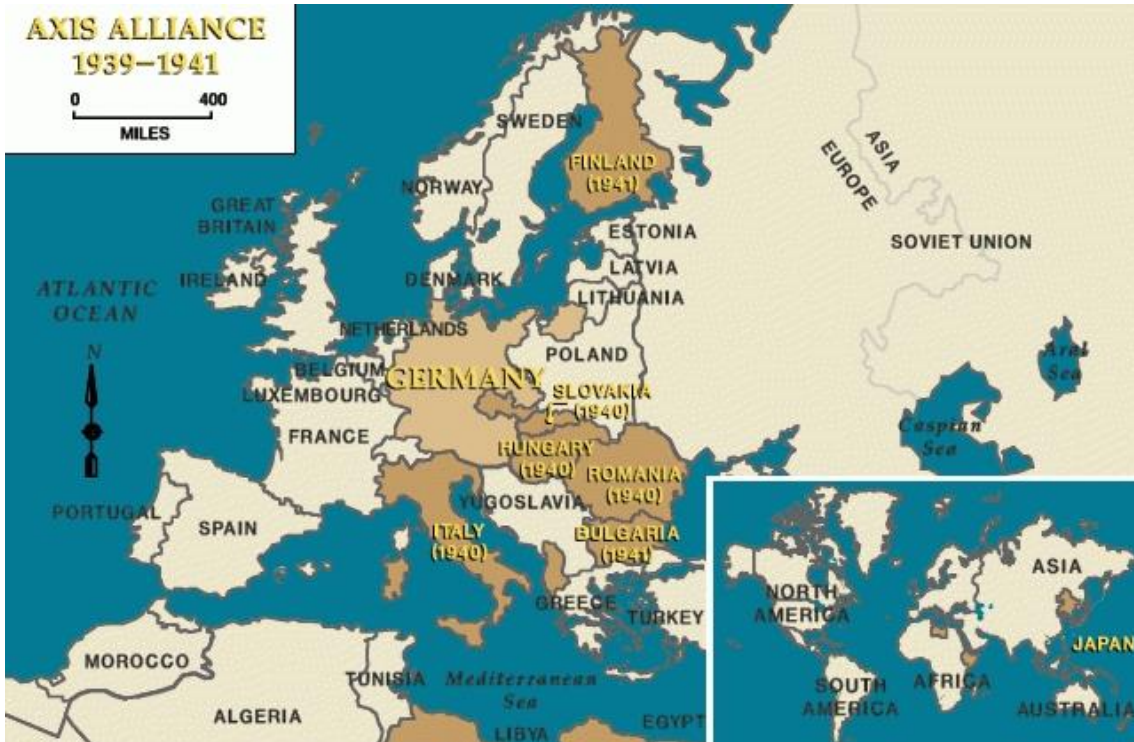 AXIS ALLIANCE
1939–1941
0 400
MILES
SWEDEN
FINLAND
(1941)
NORWAY
ASIA
EUROPE
GREAT
BRITAIN
SOVIET UNION
ESTONIA
IRELAND
DENMARK
LATVIA
LITHUANIA
ATLANTIC
OCEAN
N
NETHERLANDS
POLAND
Aral
Sea
BELGIUM
GERMANY
LUXEMBOURG
SLOVAKIA
(1940)
FRANCE
Caspian
Sea
HUNGARY
(1940)
ROMANIA
(1940)
YUGOSLAVIA
PORTUGAL
SPAIN
ITALY
(1940)
BULGARIA
(1941)
GREECE
TURKEY
MOROCCO
TUNISIA
Mediterranean
Sea
ALGERIA
LIBYA
EGYPT
NORTH
AMERICA
ASIA
JAPAN
SOUTH
AMERICA
AFRICA
AUSTRALIA